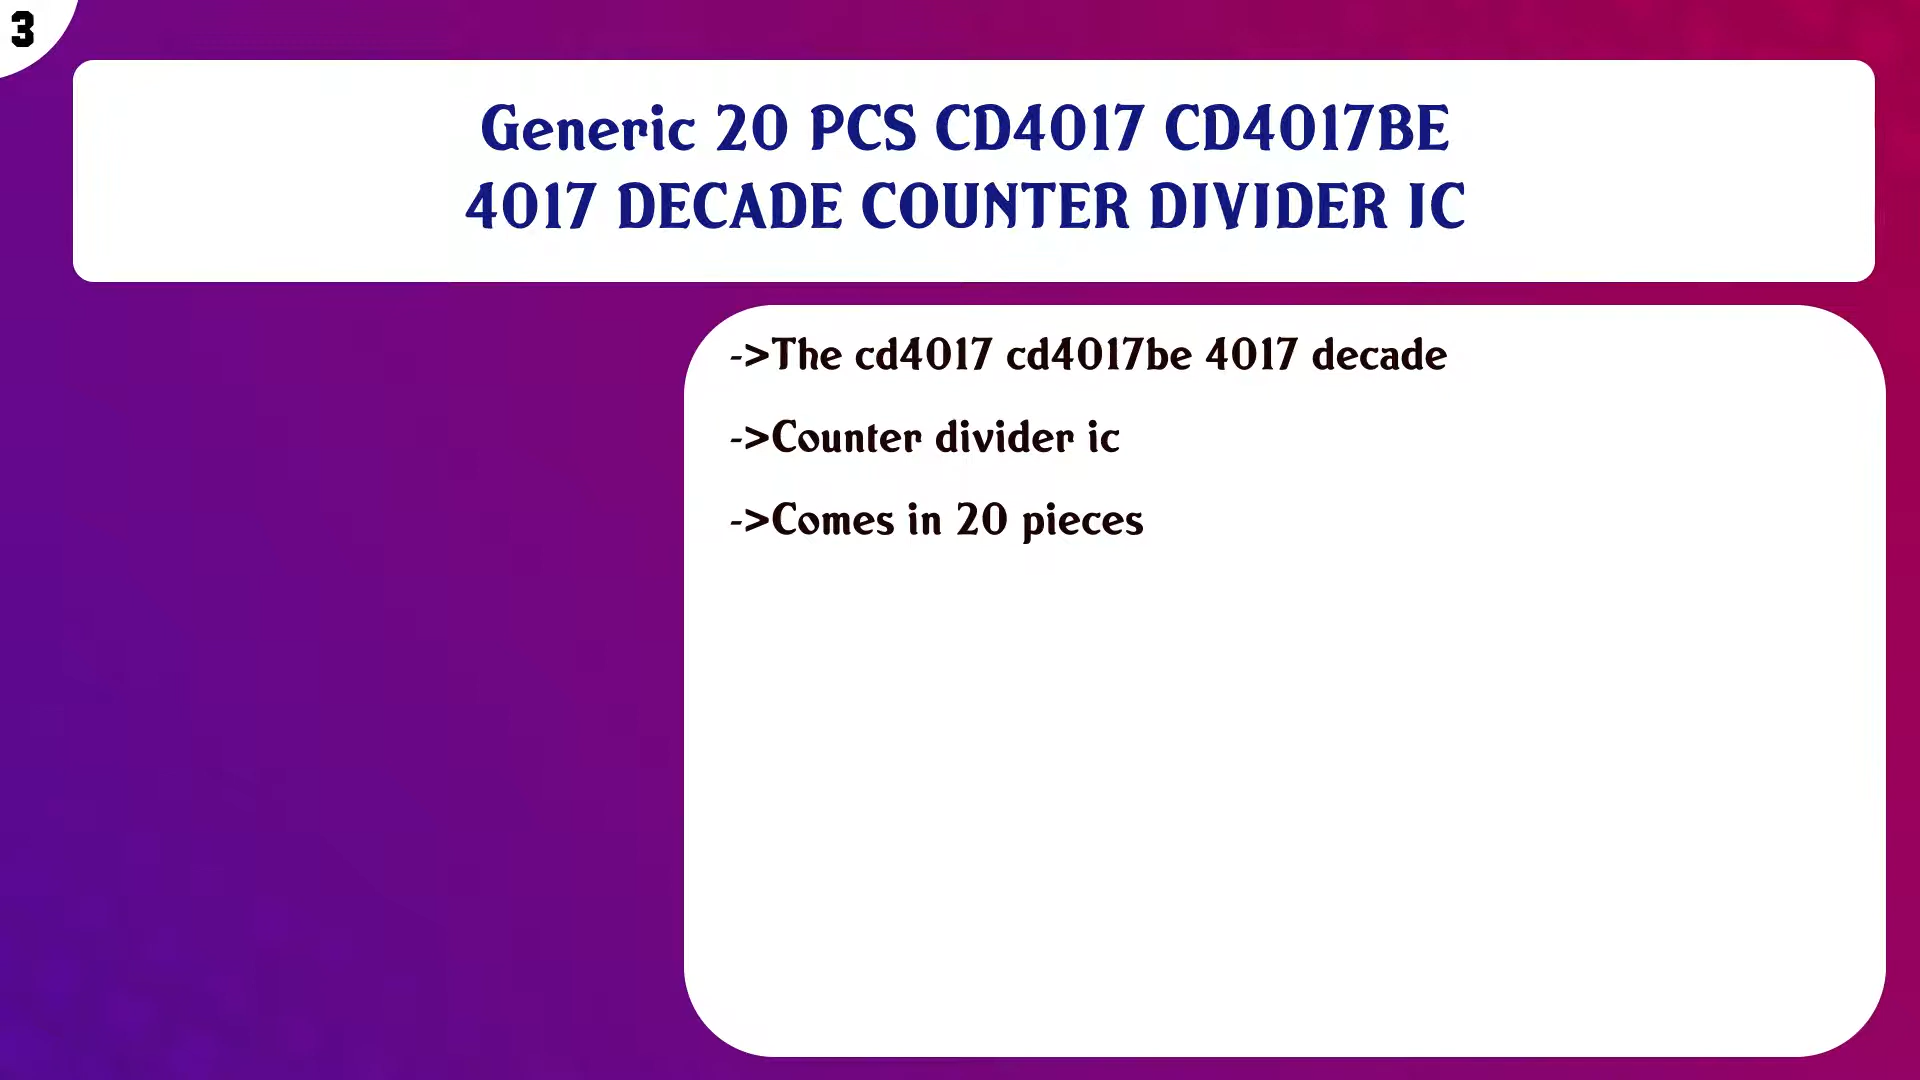 3
Generic 20 PCS CD4017 CD4017BE
4017 DECADE COUNTER DIVIDER IC
->The cd4017 cd4017be 4017 decade
->Counter divider ic
->Comes in 20 pieces